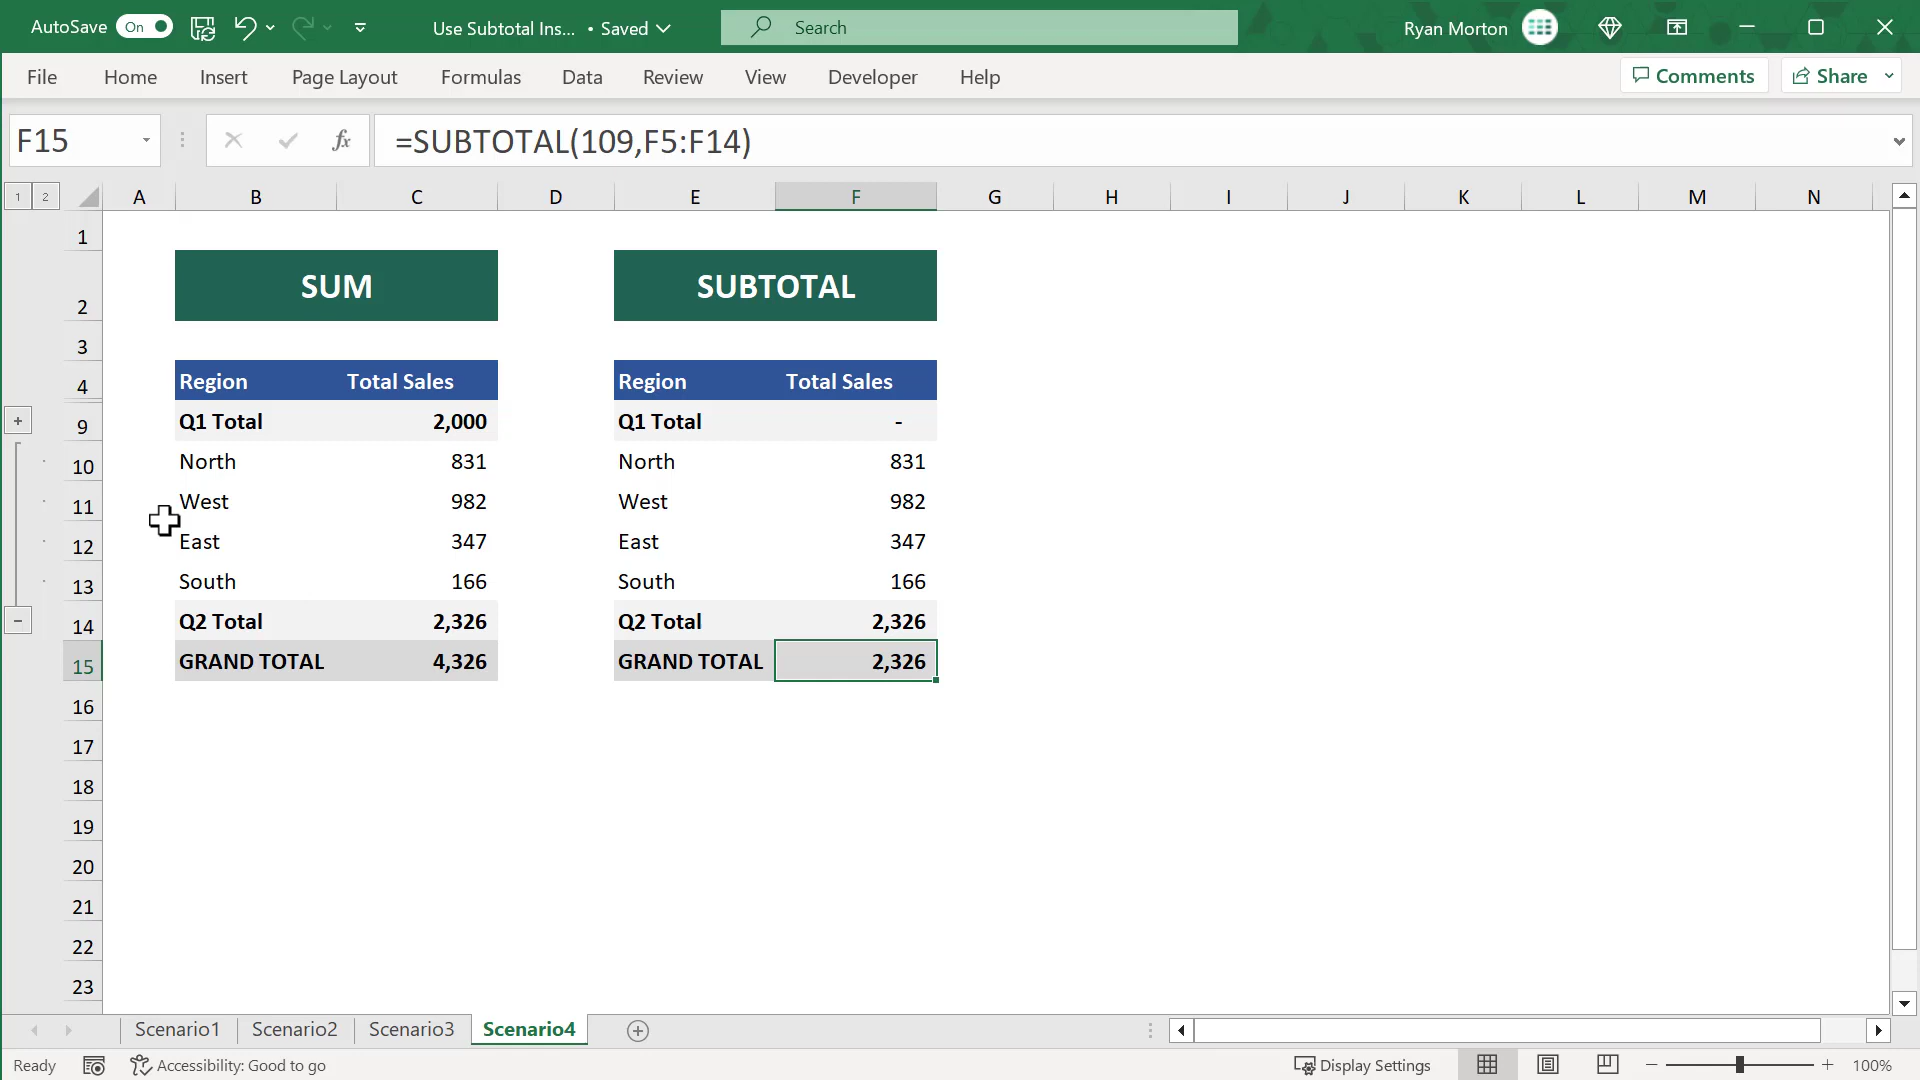 AutoSave On Use Subtotal Ins... • Saved Search Ryan Morton
File Home Insert Page Layout Formulas Data Review View Developer Help Comments Share
F15 fx =SUBTOTAL(109,F5:F14)
1 2 A B C D E F G H I J K L M N
1
2 SUM SUBTOTAL
3
4 Region Total Sales Region Total Sales
9 Q1 Total 2,000 Q1 Total -
10 North 831 North 831
11 West 982 West 982
12 East 347 East 347
13 South 166 South 166
14 Q2 Total 2,326 Q2 Total 2,326
15 GRAND TOTAL 4,326 GRAND TOTAL 2,326
16
17
18
19
20
21
22
23
Scenario1 Scenario2 Scenario3 Scenario4
Ready Accessibility: Good to go Display Settings 100%